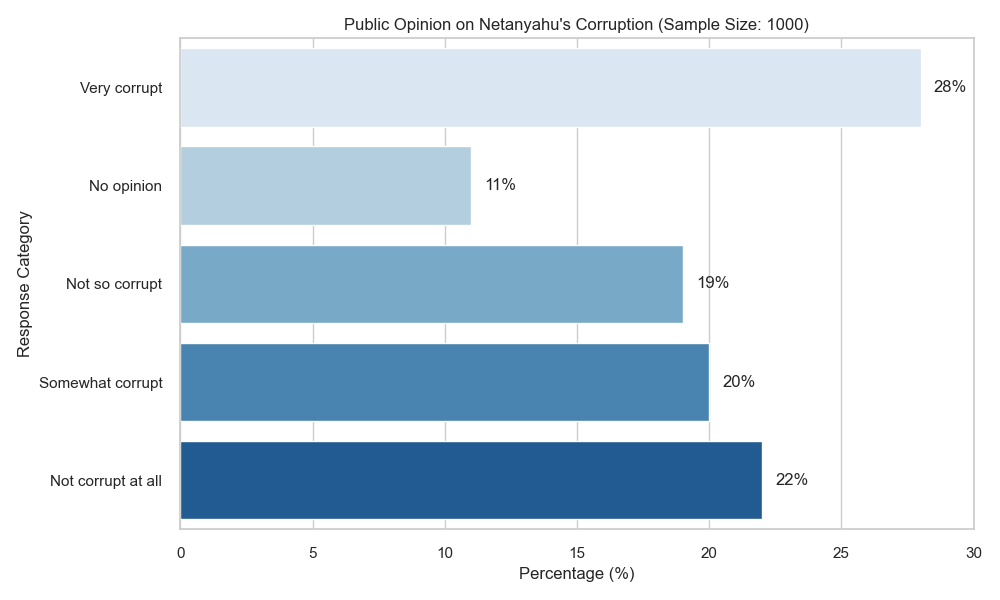 Public Opinion on Netanyahu's Corruption (Sample Size: 1000)
Response Category
Very corrupt
28%
No opinion
11%
Not so corrupt
19%
Somewhat corrupt
20%
Not corrupt at all
22%
0 5 10 15 20 25 30
Percentage (%)